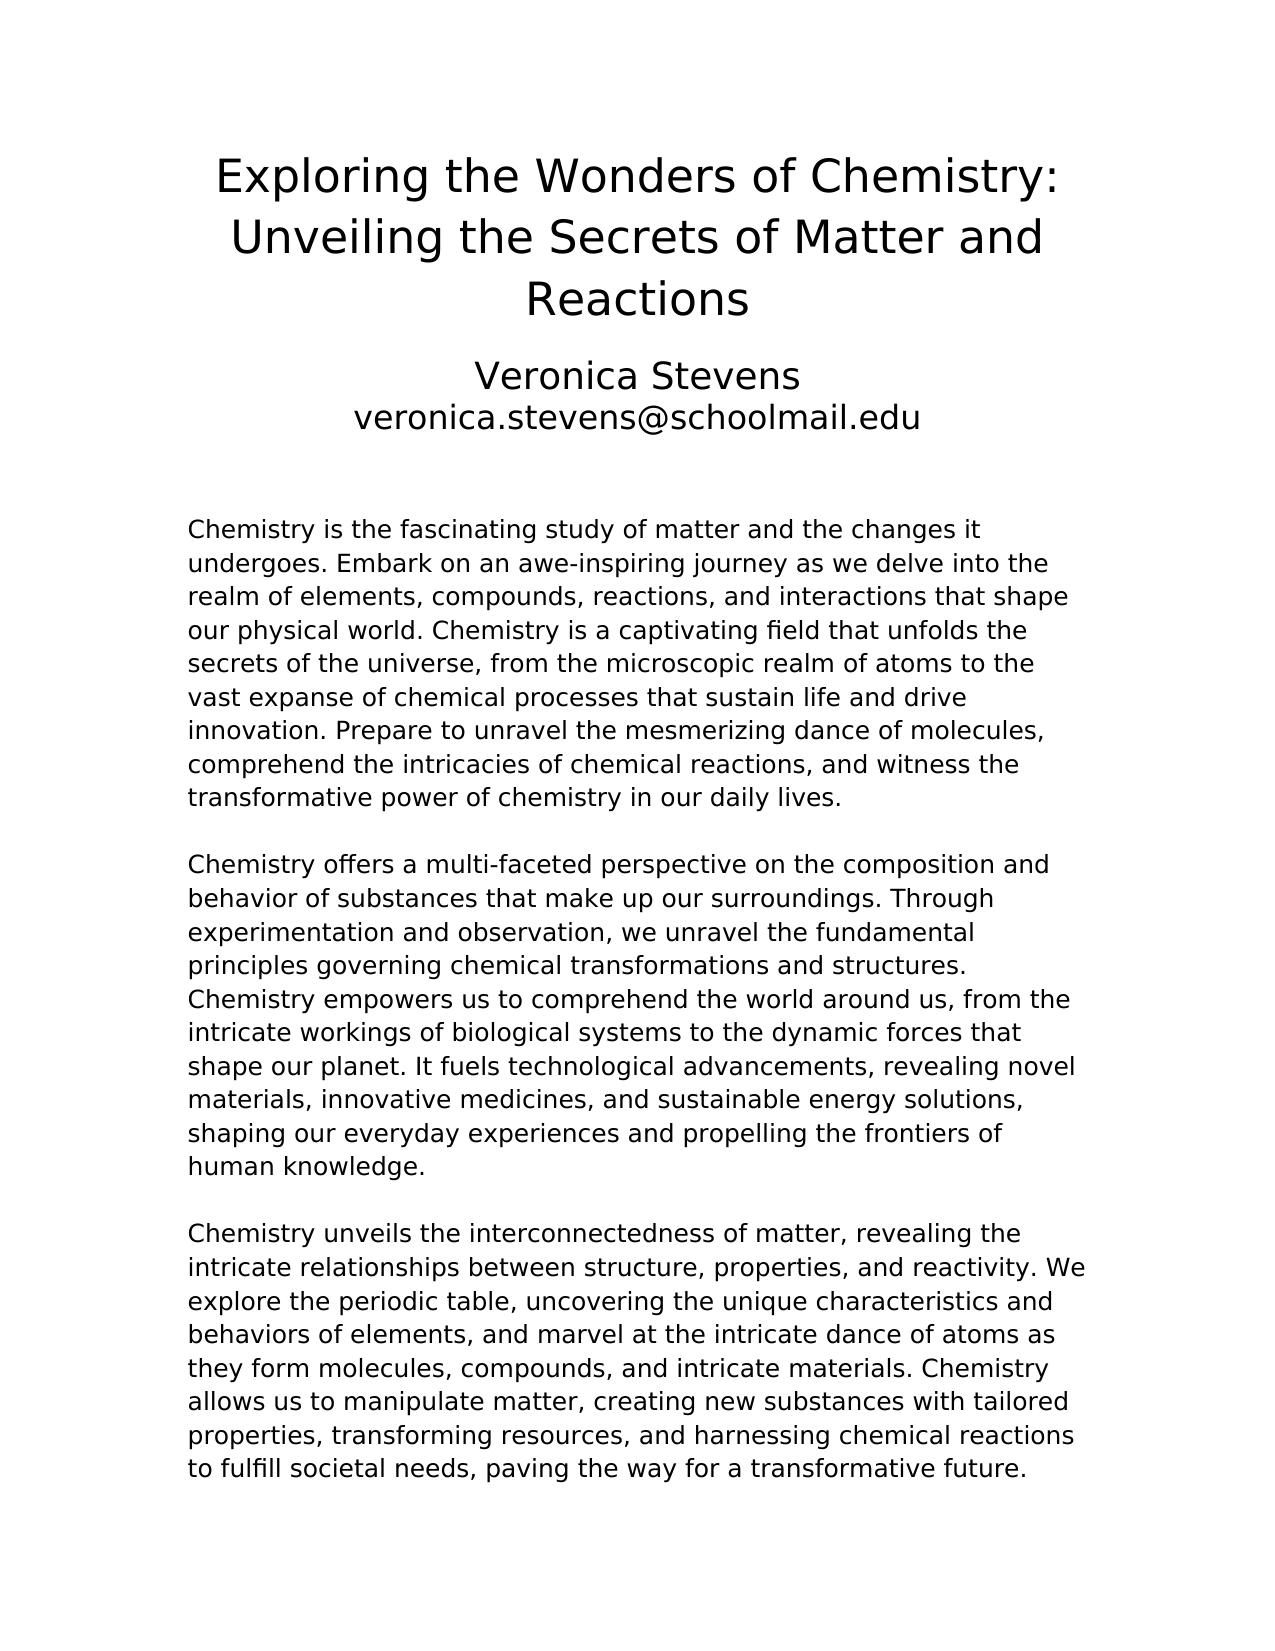 Exploring the Wonders of Chemistry:
Unveiling the Secrets of Matter and
Reactions
Veronica Stevens
veronica.stevens@schoolmail.edu
Chemistry is the fascinating study of matter and the changes it
undergoes. Embark on an awe-inspiring journey as we delve into the
realm of elements, compounds, reactions, and interactions that shape
our physical world. Chemistry is a captivating field that unfolds the
secrets of the universe, from the microscopic realm of atoms to the
vast expanse of chemical processes that sustain life and drive
innovation. Prepare to unravel the mesmerizing dance of molecules,
comprehend the intricacies of chemical reactions, and witness the
transformative power of chemistry in our daily lives.
Chemistry offers a multi-faceted perspective on the composition and
behavior of substances that make up our surroundings. Through
experimentation and observation, we unravel the fundamental
principles governing chemical transformations and structures.
Chemistry empowers us to comprehend the world around us, from the
intricate workings of biological systems to the dynamic forces that
shape our planet. It fuels technological advancements, revealing novel
materials, innovative medicines, and sustainable energy solutions,
shaping our everyday experiences and propelling the frontiers of
human knowledge.
Chemistry unveils the interconnectedness of matter, revealing the
intricate relationships between structure, properties, and reactivity. We
explore the periodic table, uncovering the unique characteristics and
behaviors of elements, and marvel at the intricate dance of atoms as
they form molecules, compounds, and intricate materials. Chemistry
allows us to manipulate matter, creating new substances with tailored
properties, transforming resources, and harnessing chemical reactions
to fulfill societal needs, paving the way for a transformative future.